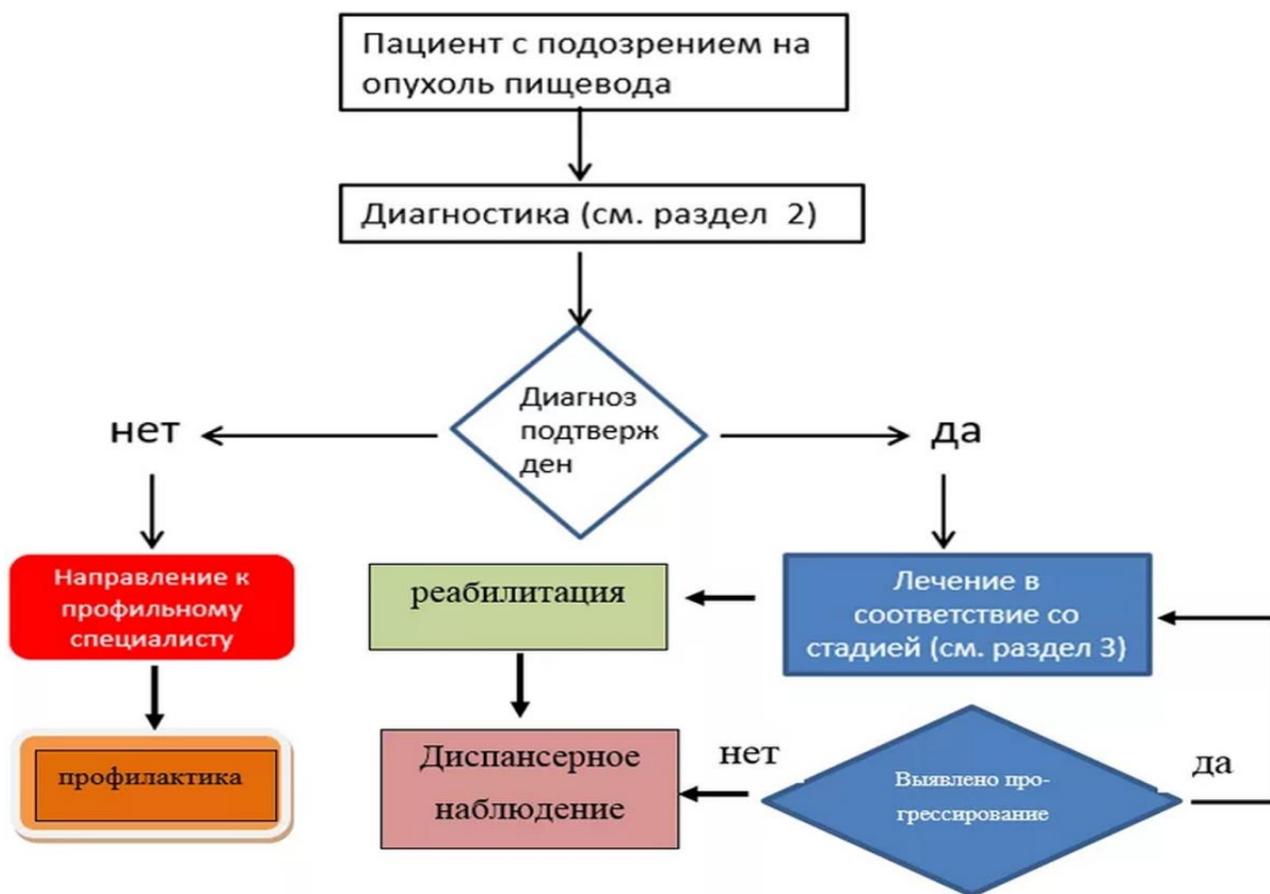 Пациент с подозрением на
опухоль пищевода
Диагностика (см. раздел 2)
Диагноз
подтверж
ден
нет
да
Направление к
профильному
специалисту
реабилитация
Лечение в
соответствие со
стадией (см. раздел 3)
профилактика
Диспансерное
наблюдение
нет
Выявлено про-
грессирование
да